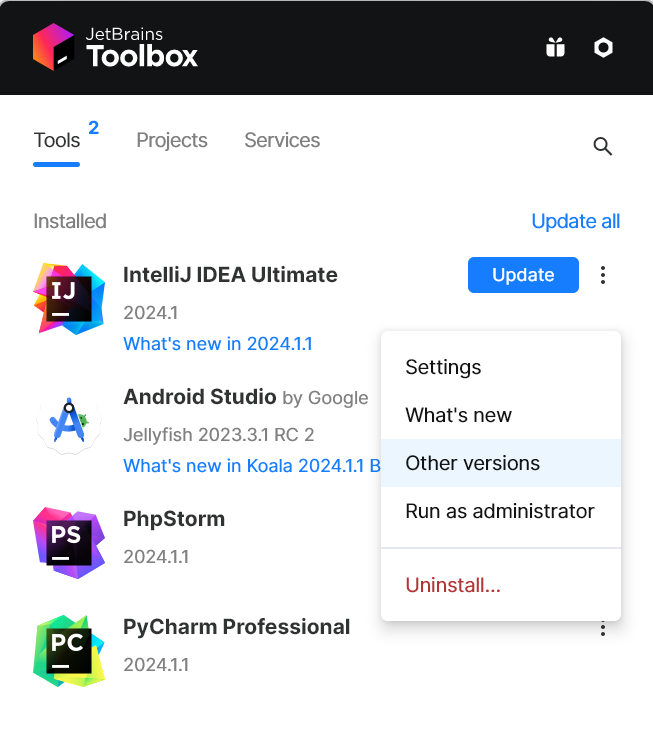 JetBrains
Toolbox
Tools 2 Projects Services
Installed Update all
IJ
IntelliJ IDEA Ultimate Update
2024.1
What's new in 2024.1.1
Settings
What's new
Other versions
Run as administrator
Uninstall...
Android Studio by Google
Jellyfish 2023.3.1 RC 2
What's new in Koala 2024.1.1 B
PS
PhpStorm
2024.1.1
PC
PyCharm Professional
2024.1.1